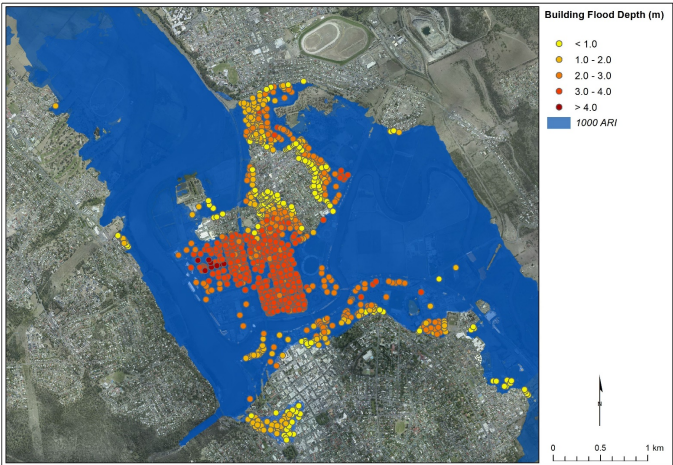 Building Flood Depth (m)
< 1.0
1.0 - 2.0
2.0 - 3.0
3.0 - 4.0
> 4.0
1000 ARI
N
0 0.5 1 km